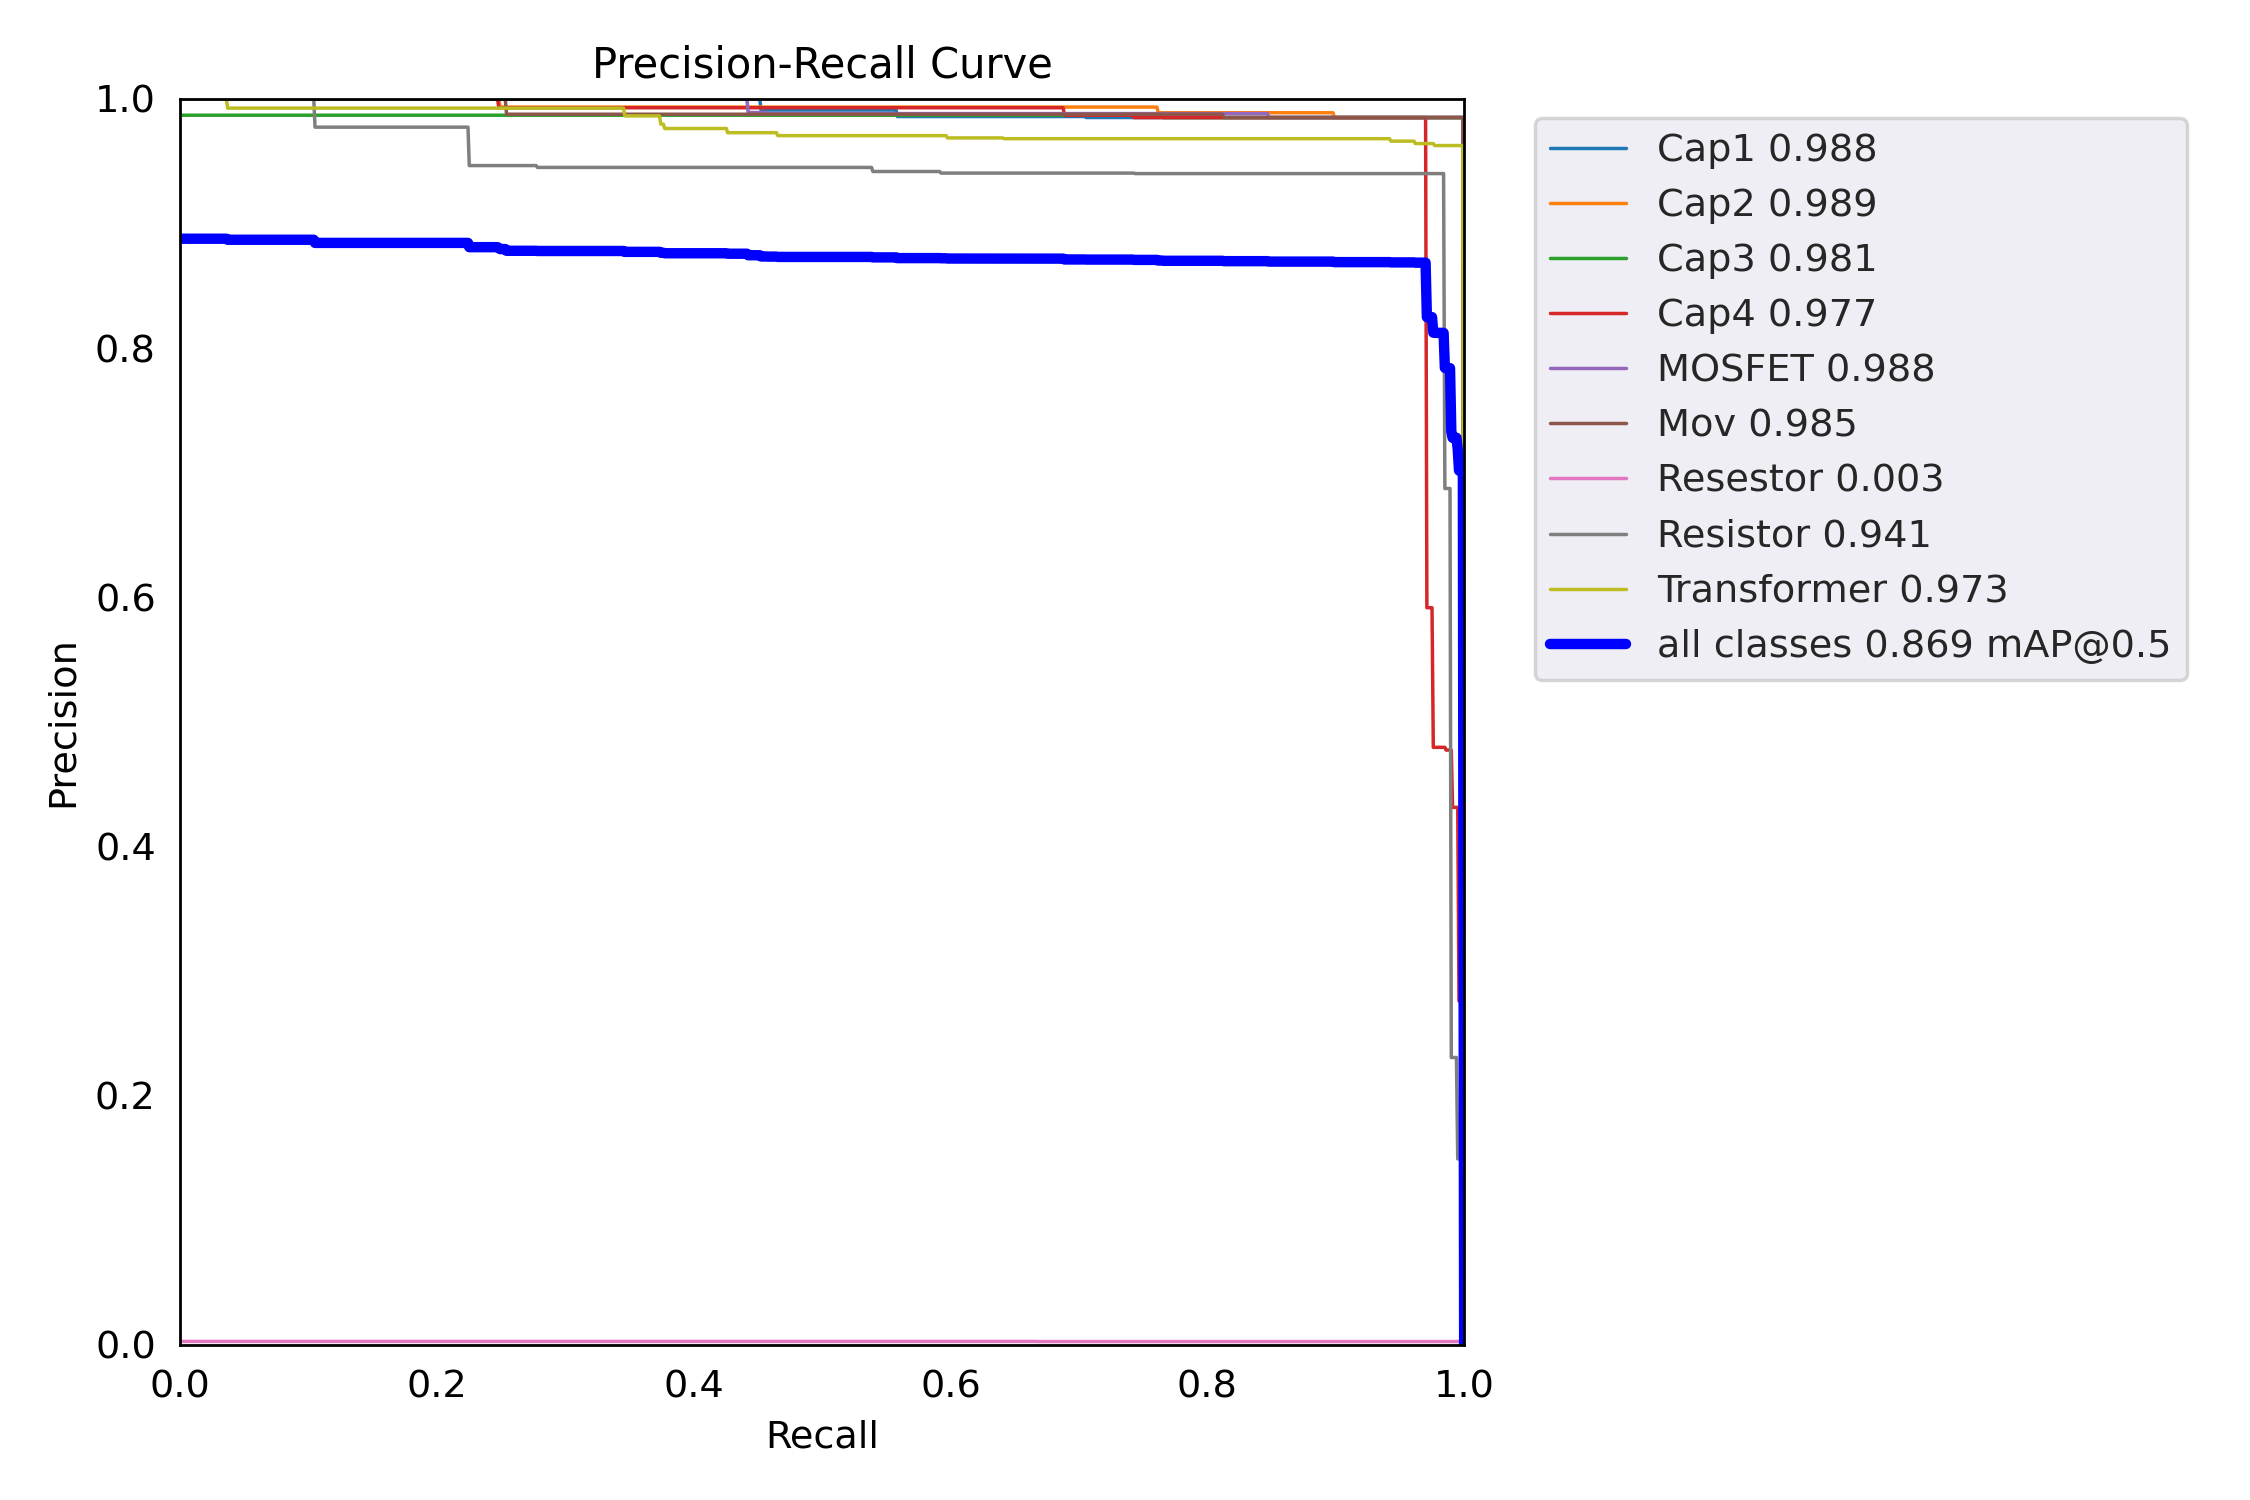 Precision-Recall Curve
1.0
0.8
0.6
0.4
0.2
0.0
Precision
0.0 0.2 0.4 0.6 0.8 1.0
Recall
Cap1 0.988
Cap2 0.989
Cap3 0.981
Cap4 0.977
MOSFET 0.988
Mov 0.985
Resestor 0.003
Resistor 0.941
Transformer 0.973
all classes 0.869 mAP@0.5